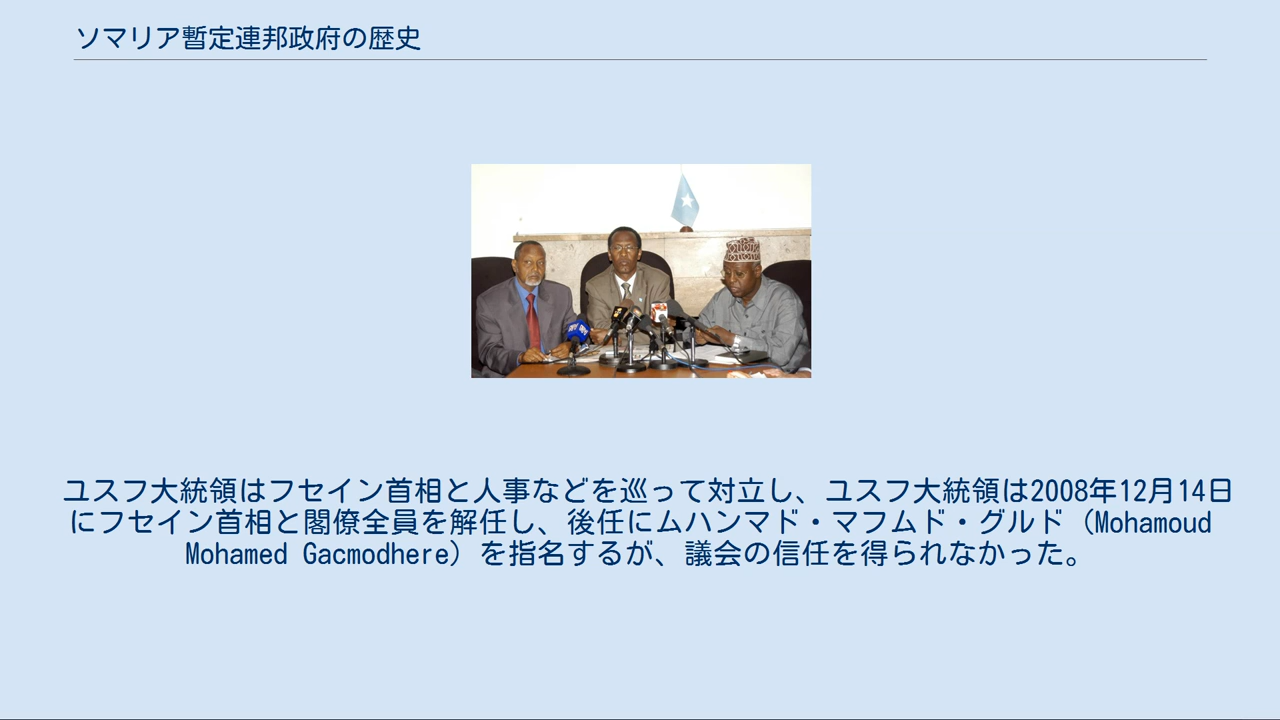 ソマリア暫定連邦政府の歴史
ユスフ大統領はフセイン首相と人事などを巡って対立し、ユスフ大統領は2008年12月14日
にフセイン首相と閣僚全員を解任し、後任にムハンマド・マフムド・グルド（Mohamoud
Mohamed Gacmodhere）を指名するが、議会の信任を得られなかった。